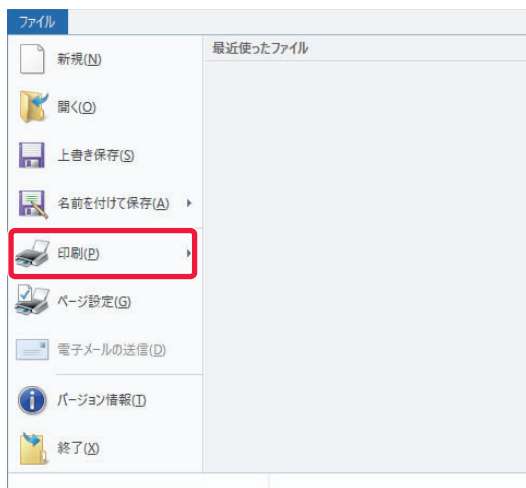 ファイル
最近使ったファイル
新規(N)
開く(O)
上書き保存(S)
名前を付けて保存(A)
印刷(P)
ページ設定(G)
電子メールの送信(D)
バージョン情報(T)
終了(X)